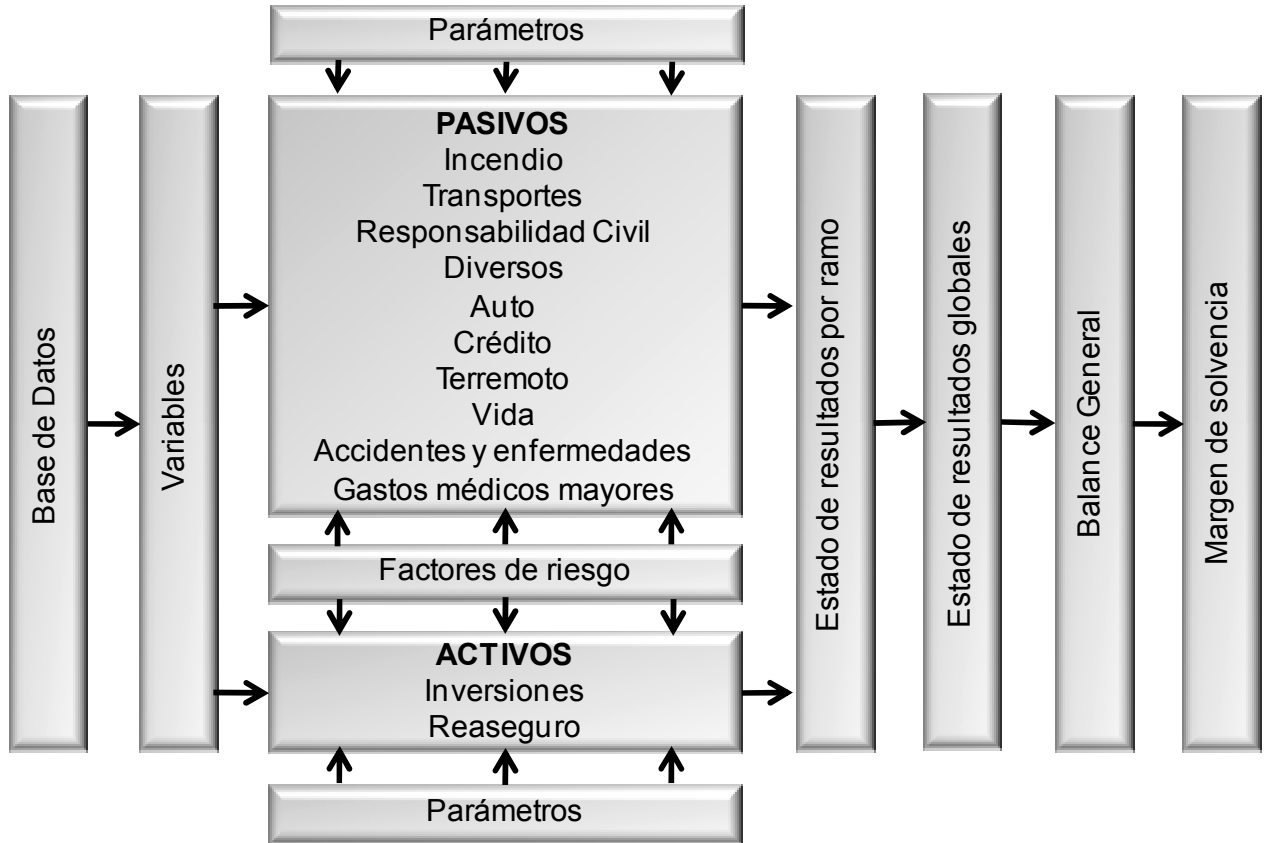 Parámetros
Base de Datos
Variables
PASIVOS
Incendio
Transportes
Responsabilidad Civil
Diversos
Auto
Crédito
Terremoto
Vida
Accidentes y enfermedades
Gastos médicos mayores
Factores de riesgo
ACTIVOS
Inversiones
Reaseguro
Parámetros
Estado de resultados por ramo
Estado de resultados globales
Balance General
Margen de solvencia